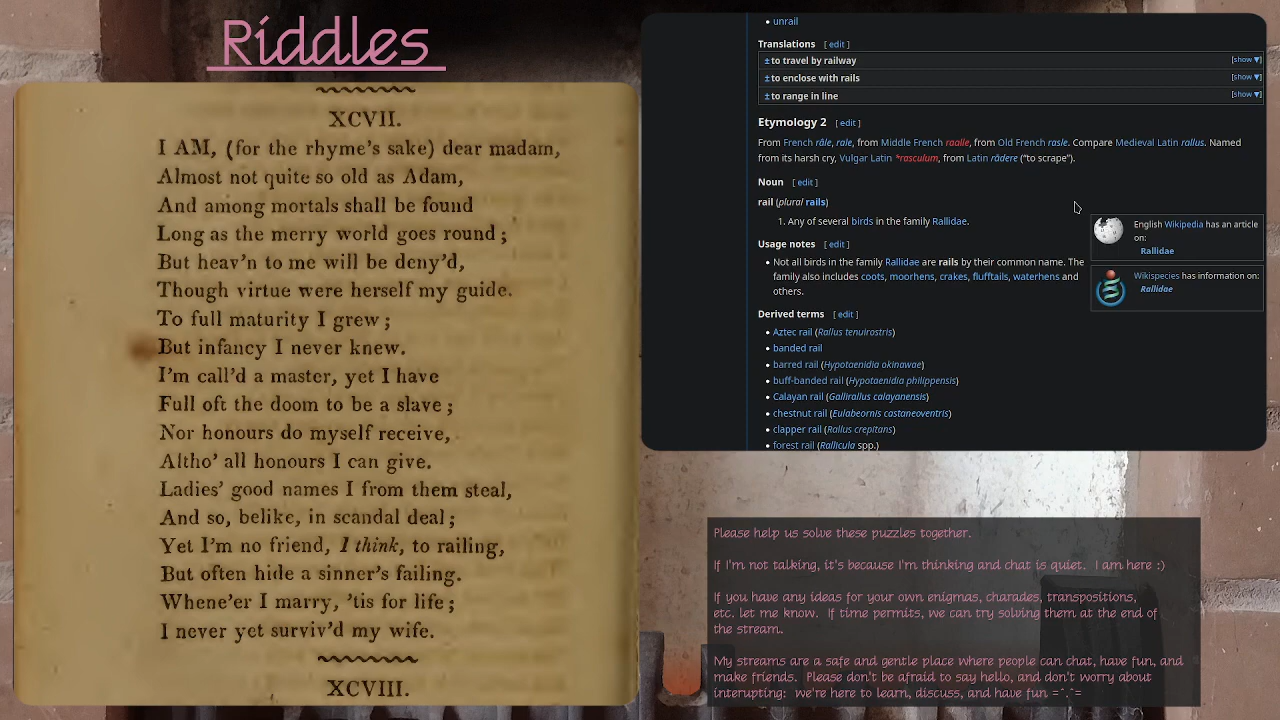 Riddles
XCVII.
I AM, (for the rhyme's sake) dear madam,
Almost not quite so old as Adam,
And among mortals shall be found
Long as the merry world goes round;
But heav'n to me will be deny'd,
Though virtue were herself my guide.
To full maturity I grew;
But infancy I never knew.
I'm call'd a master, yet I have
Full oft the doom to be a slave;
Nor honours do myself receive,
Altho' all honours I can give.
Ladies' good names I from them steal,
And so, belike, in scandal deal;
Yet I'm no friend, I think, to railing,
But often hide a sinner's failing.
Whene'er I marry, 'tis for life;
I never yet surviv'd my wife.
XCVIII.
unrail
Translations [ edit ]
± to travel by railway [show ▼]
± to enclose with rails [show ▼]
± to range in line [show ▼]
Etymology 2 [ edit ]
From French râle, rale, from Middle French raalle, from Old French rasle. Compare Medieval Latin rallus. Named
from its harsh cry, Vulgar Latin *rasculum, from Latin rādere ("to scrape").
Noun [ edit ]
rail (plural rails)
1. Any of several birds in the family Rallidae.
Usage notes [ edit ]
Not all birds in the family Rallidae are rails by their common name. The
family also includes coots, moorhens, crakes, flufftails, waterhens and
others.
English Wikipedia has an article
on:
Rallidae
Wikispecies has information on:
Rallidae
Derived terms [ edit ]
Aztec rail (Rallus tenuirostris)
banded rail
barred rail (Hypotaenidia okinawae)
buff-banded rail (Hypotaenidia philippensis)
Calayan rail (Gallirallus calayanensis)
chestnut rail (Eulabeornis castaneoventris)
clapper rail (Rallus crepitans)
forest rail (Rallicula spp.)
Please help us solve these puzzles together.
If I'm not talking, it's because I'm thinking and chat is quiet. I am here :)
If you have any ideas for your own enigmas, charades, transpositions,
etc. let me know. If time permits, we can try solving them at the end of
the stream.
My streams are a safe and gentle place where people can chat, have fun, and
make friends. Please don't be afraid to say hello, and don't worry about
interupting: we're here to learn, discuss, and have fun =^.^=